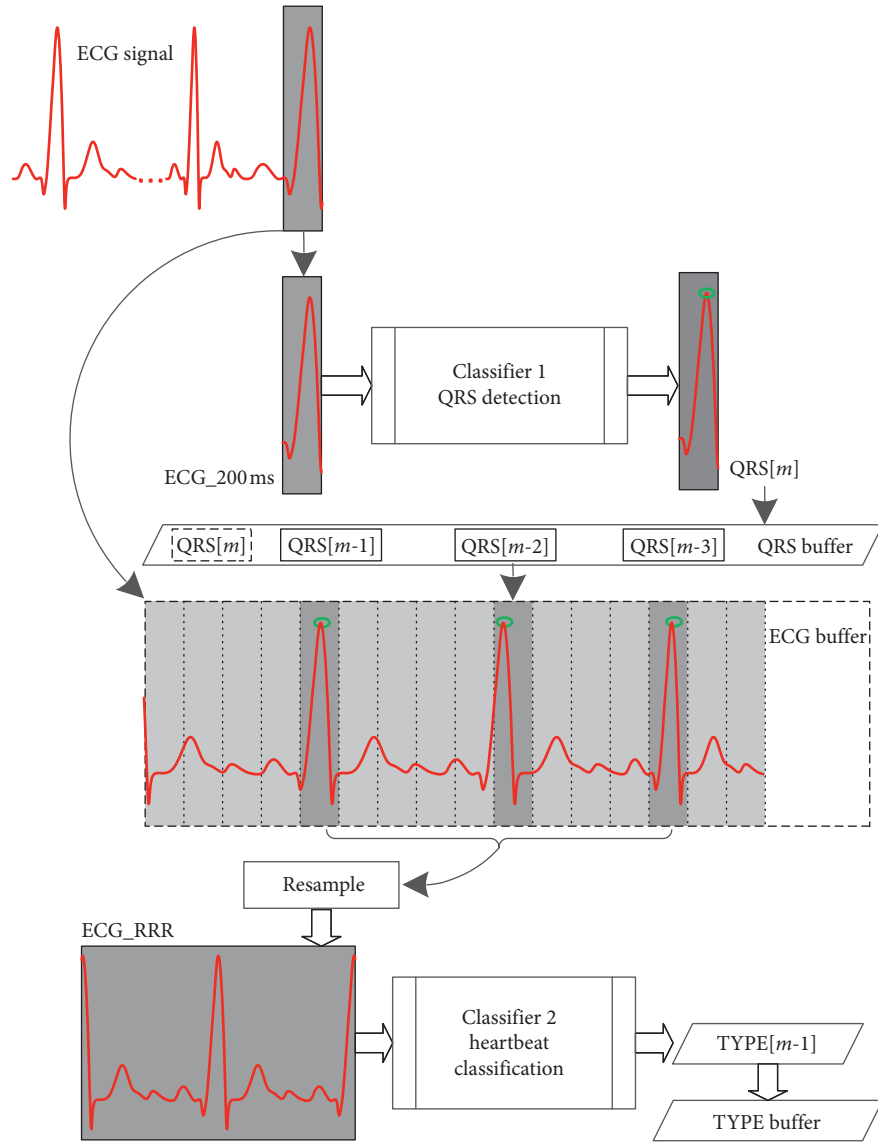 ECG signal
Classifier 1
QRS detection
ECG_200 ms
QRS[m]
QRS[m]
QRS[m-1]
QRS[m-2]
QRS[m-3]
QRS buffer
ECG buffer
Resample
ECG_RRR
Classifier 2
heartbeat
classification
TYPE[m-1]
TYPE buffer